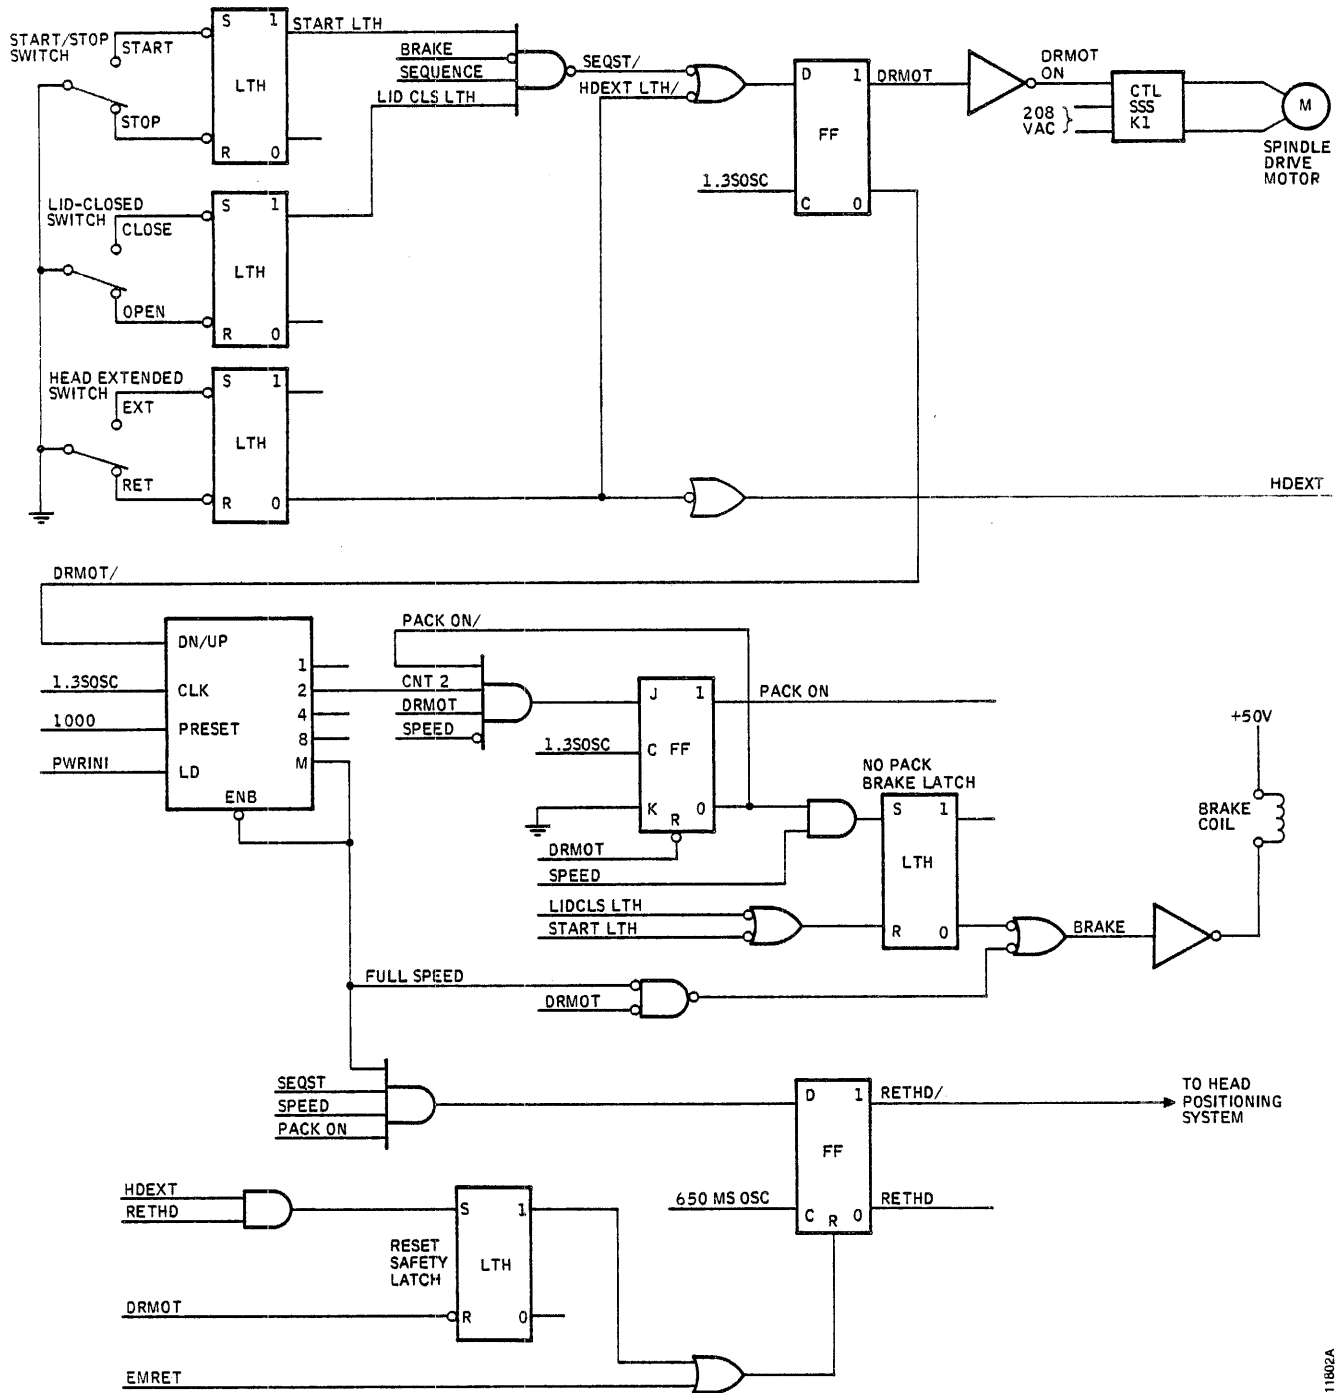 START/STOP
SWITCH
START
STOP
S 1
LTH
R 0
START LTH
BRAKE
SEQUENCE
LID CLS LTH
SEQST/
HDEXT LTH/
D 1
FF
C 0
1.3SOSC
DRMOT
DRMOT
ON
208
VAC
CTL
SSS
K1
M
SPINDLE
DRIVE
MOTOR
LID-CLOSED
SWITCH
CLOSE
OPEN
S 1
LTH
R 0
HEAD EXTENDED
SWITCH
EXT
RET
S 1
LTH
R 0
HDEXT
DRMOT/
DN/UP
1.3SOSC
CLK
1000
PRESET
PWRINI
LD
ENB
1
2
4
8
M
PACK ON/
CNT 2
DRMOT
SPEED
J 1
C FF
K 0
R
1.3SOSC
PACK ON
DRMOT
SPEED
NO PACK
BRAKE LATCH
S 1
LTH
R 0
LIDCLS LTH
START LTH
BRAKE
+50V
BRAKE
COIL
FULL SPEED
DRMOT
SEQST
SPEED
PACK ON
D 1
FF
C R 0
650 MS OSC
RETHD/
RETHD
TO HEAD
POSITIONING
SYSTEM
HDEXT
RETHD
RESET
SAFETY
LATCH
S 1
LTH
R 0
DRMOT
EMRET
11802A